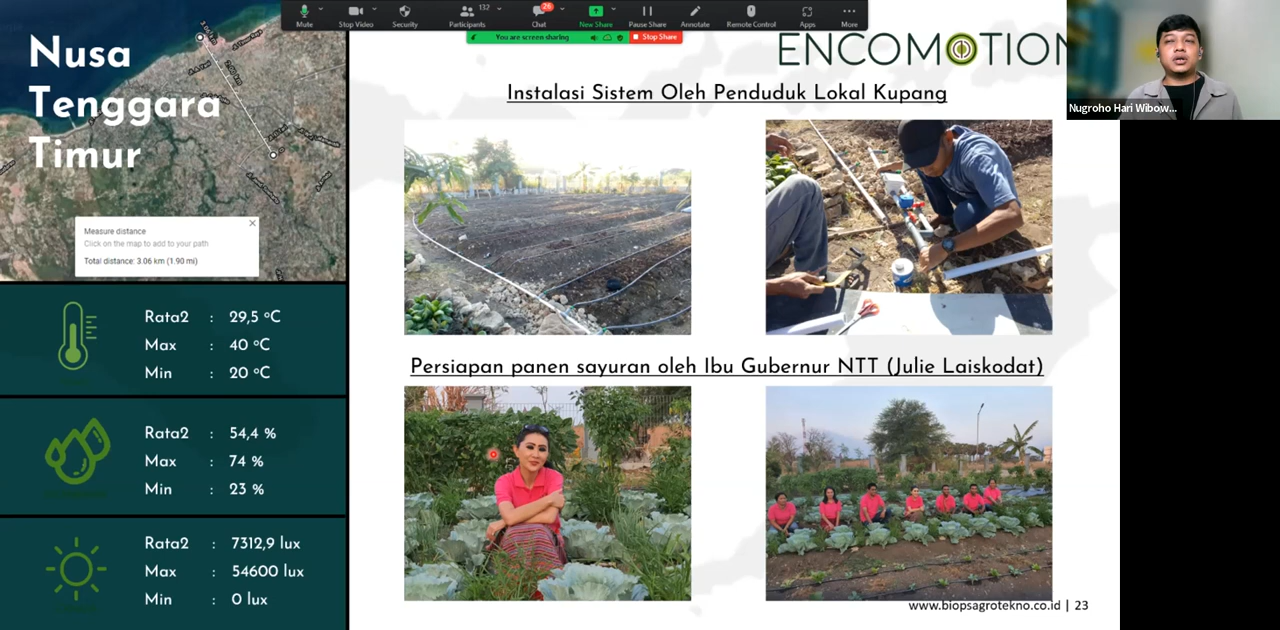 Nusa
Tenggara
Timur
Measure distance
Click on the map to add to your path
Total distance: 3.06 km (1.90 mi)
Rata2 : 29,5 °C
Max : 40 °C
Min : 20 °C
Rata2 : 54,4 %
Max : 74 %
Min : 23 %
Rata2 : 7312,9 lux
Max : 54600 lux
Min : 0 lux
Mute
Stop Video
Security
Participants
132
Chat
26
New Share
Pause Share
Annotate
Remote Control
Apps
More
You are screen sharing
Stop Share
ENCOMOTION
Instalasi Sistem Oleh Penduduk Lokal Kupang
Persiapan panen sayuran oleh Ibu Gubernur NTT (Julie Laiskodat)
www.biopsagrotekno.co.id | 23
Nugroho Hari Wibow...